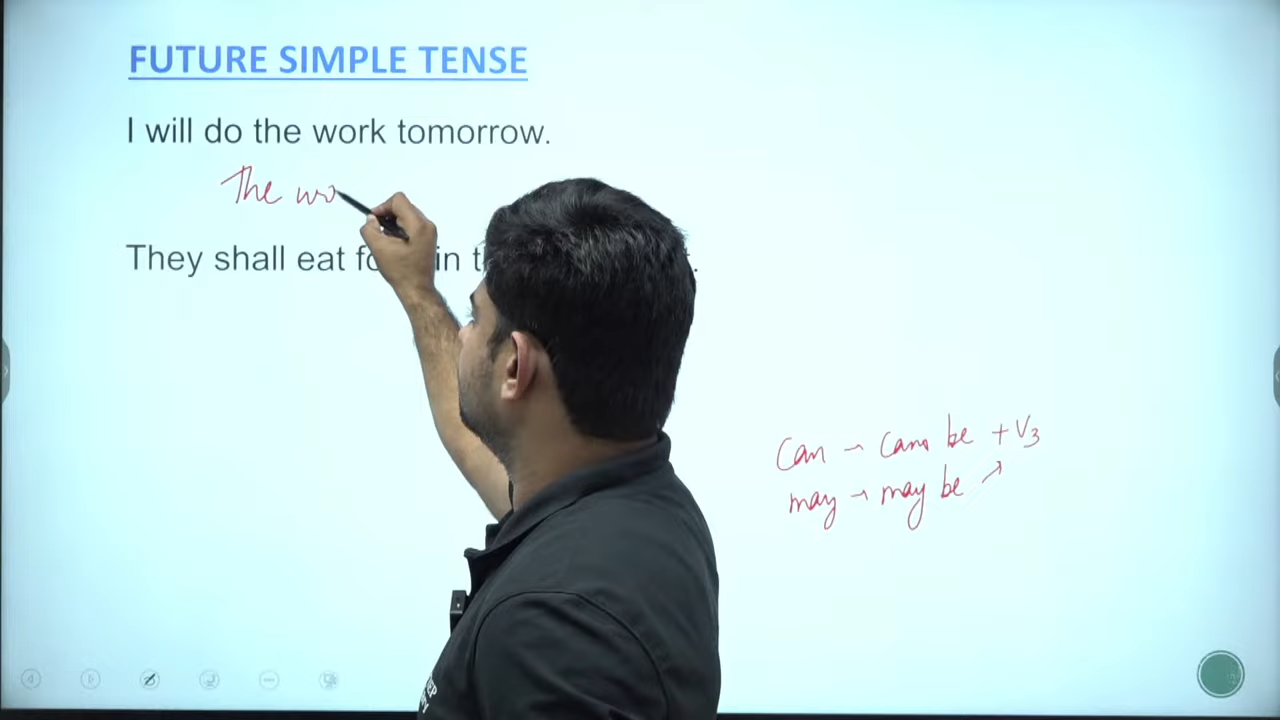 FUTURE SIMPLE TENSE
I will do the work tomorrow.
The wo
They shall eat in
can → can be + V3
may → may be